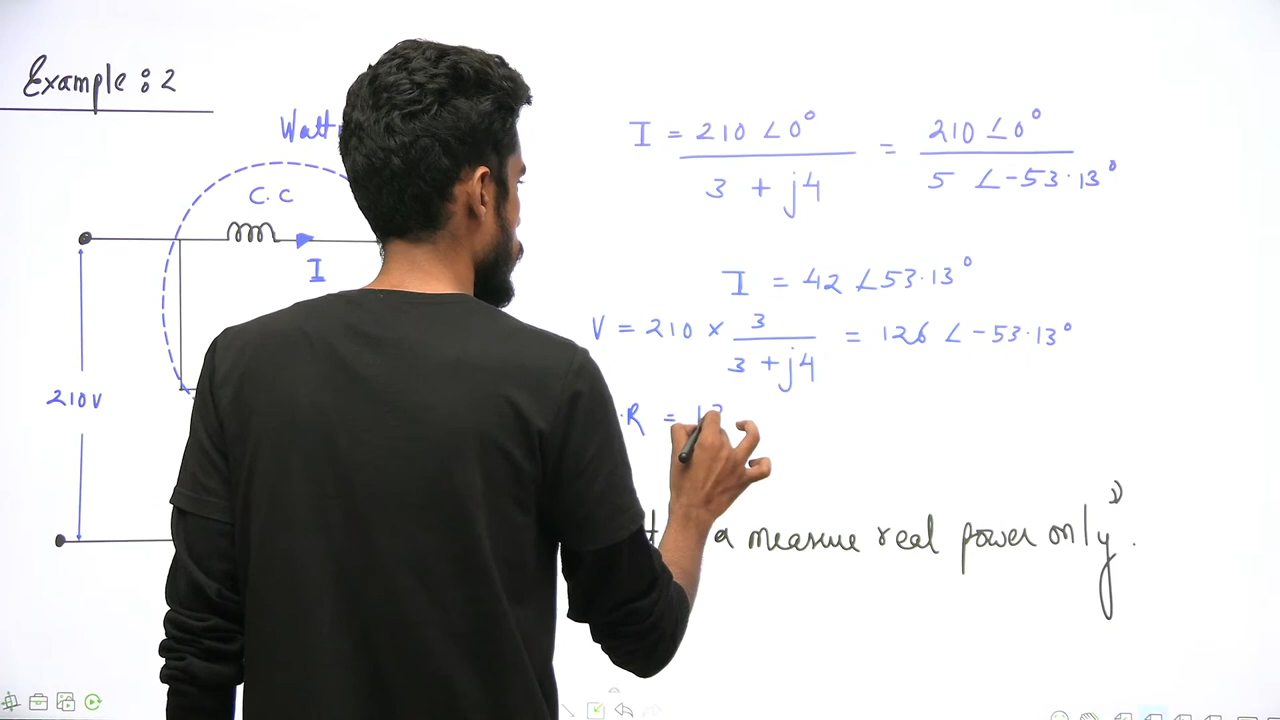 Example : 2
Watt
C.C
I
210V
I = 210 ∠0° / 3 + j4 = 210 ∠0° / 5 ∠-53.13°
I = 42 ∠53.13°
V = 210 × 3 / 3 + j4 = 126 ∠-53.13°
.R =
a measure real power only.